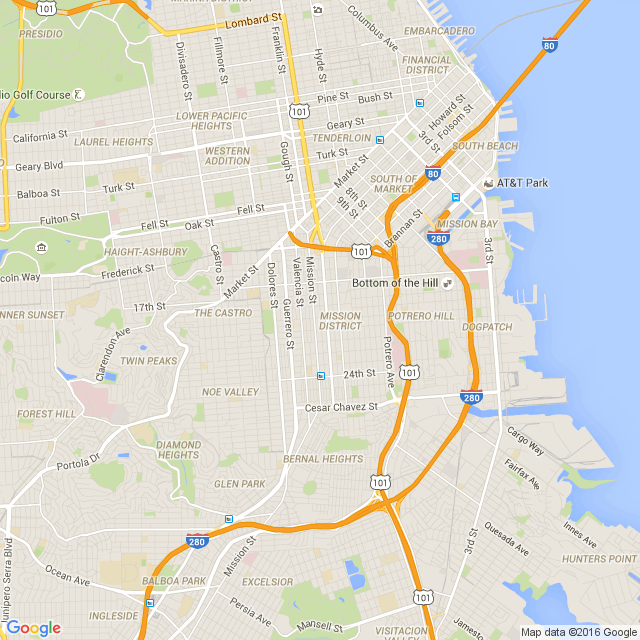 MARINA DISTRICT
101
Lombard St
PRESIDIO
Divisadero St
Fillmore St
Franklin St
Hyde St
Columbus Ave
EMBARCADERO
80
FINANCIAL
DISTRICT
dio Golf Course
Pine St
Bush St
101
Howard St
Folsom St
LOWER PACIFIC
HEIGHTS
Geary St
3rd St
California St
LAUREL HEIGHTS
TENDERLOIN
SOUTH BEACH
Geary Blvd
WESTERN
ADDITION
Gough St
Turk St
Market St
80
SOUTH OF
MARKET
AT&T Park
Balboa St
Turk St
8th St
9th St
Fulton St
Fell St
Oak St
Fell St
Brannan St
MISSION BAY
280
3rd St
101
HAIGHT-ASHBURY
Castro St
Market St
Frederick St
ncoln Way
Dolores St
Valencia St
Mission St
Guerrero St
Bottom of the Hill
17th St
THE CASTRO
NNER SUNSET
MISSION
DISTRICT
POTRERO HILL
DOGPATCH
Clarendon Ave
TWIN PEAKS
Potrero Ave
24th St
101
NOE VALLEY
280
Cesar Chavez St
FOREST HILL
Cargo Way
DIAMOND
HEIGHTS
Portola Dr
BERNAL HEIGHTS
Fairfax Ave
GLEN PARK
101
Junipero Serra Blvd
280
Mission St
3rd St
Quesada Ave
Innes Ave
HUNTERS POINT
Ocean Ave
BALBOA PARK
EXCELSIOR
101
INGLESIDE
Persia Ave
Mansell St
VISITACION
VALLEY
Jamest
Google
Map data ©2016 Google